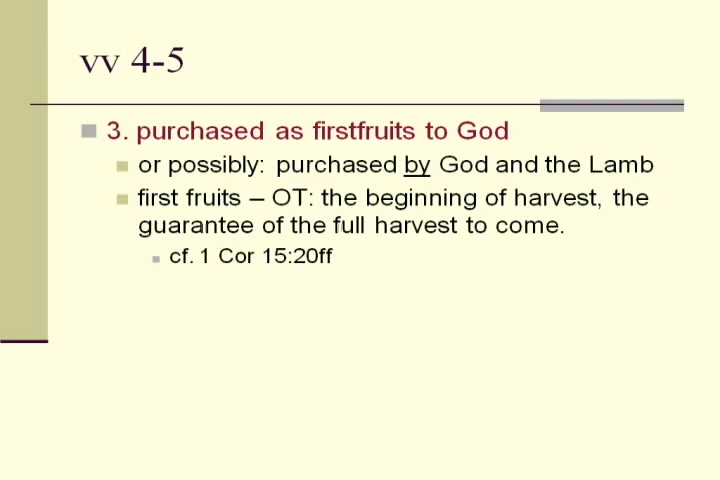 vv 4-5
3. purchased as firstfruits to God
or possibly: purchased by God and the Lamb
first fruits – OT: the beginning of harvest, the
guarantee of the full harvest to come.
cf. 1 Cor 15:20ff